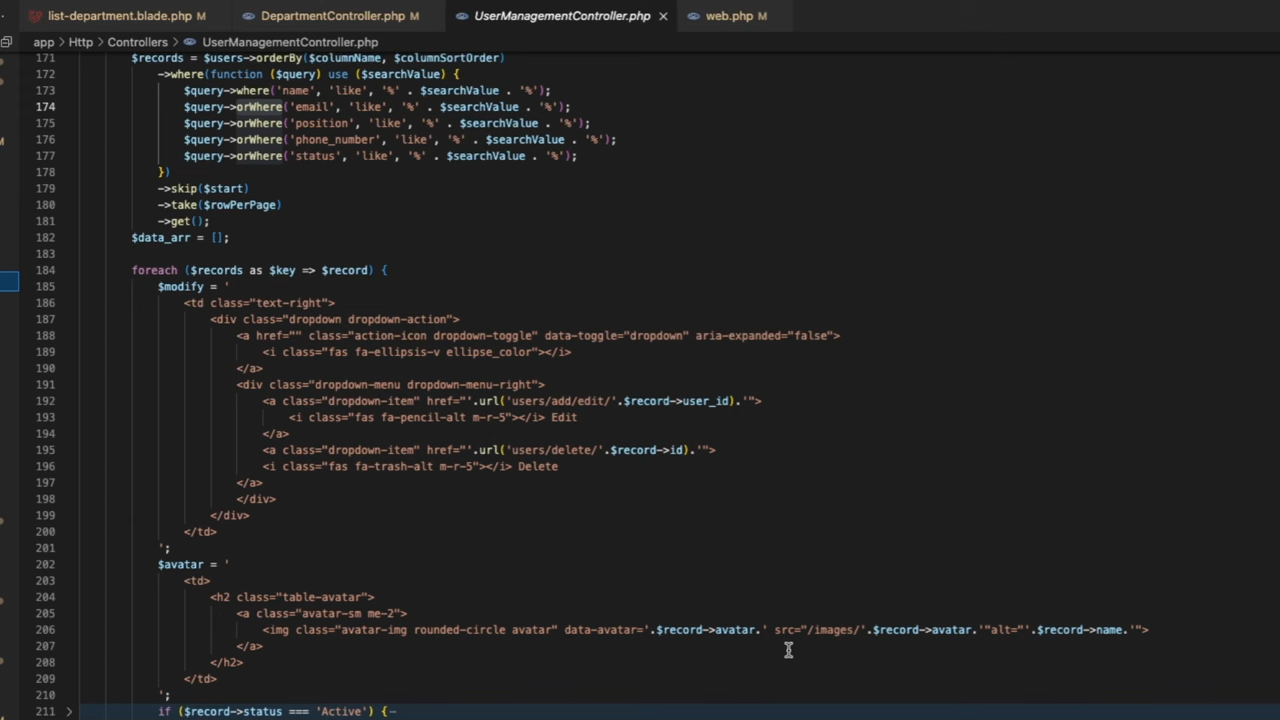 list-department.blade.php M DepartmentController.php M UserManagementController.php × web.php M
app > Http > Controllers > UserManagementController.php
171 $records = $users->orderBy($columnName, $columnSortOrder)
172 ->where(function ($query) use ($searchValue) {
173 $query->where('name', 'like', '%' . $searchValue . '%');
174 $query->orWhere('email', 'like', '%' . $searchValue . '%');
175 $query->orWhere('position', 'like', '%' . $searchValue . '%');
176 $query->orWhere('phone_number', 'like', '%' . $searchValue . '%');
177 $query->orWhere('status', 'like', '%' . $searchValue . '%');
178 })
179 ->skip($start)
180 ->take($rowPerPage)
181 ->get();
182 $data_arr = [];
183
184 foreach ($records as $key => $record) {
185 $modify = '
186 <td class="text-right">
187 <div class="dropdown dropdown-action">
188 <a href="" class="action-icon dropdown-toggle" data-toggle="dropdown" aria-expanded="false">
189 <i class="fas fa-ellipsis-v ellipse_color"></i>
190 </a>
191 <div class="dropdown-menu dropdown-menu-right">
192 <a class="dropdown-item" href="'.url('users/add/edit/'.$record->user_id).'">
193 <i class="fas fa-pencil-alt m-r-5"></i> Edit
194 </a>
195 <a class="dropdown-item" href="'.url('users/delete/'.$record->id).'">
196 <i class="fas fa-trash-alt m-r-5"></i> Delete
197 </a>
198 </div>
199 </div>
200 </td>
201 ';
202 $avatar = '
203 <td>
204 <h2 class="table-avatar">
205 <a class="avatar-sm me-2">
206 <img class="avatar-img rounded-circle avatar" data-avatar='.$record->avatar.' src="/images/'.$record->avatar.'"alt="'.$record->name.'">
207 </a>
208 </h2>
209 </td>
210 ';
211 > if ($record->status === 'Active') {⋯